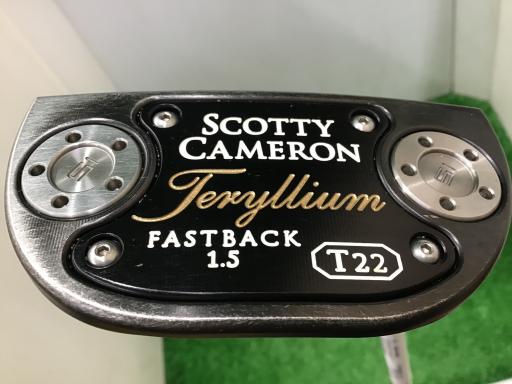 SCOTTY
CAMERON
Teryllium
FASTBACK
1.5
T22